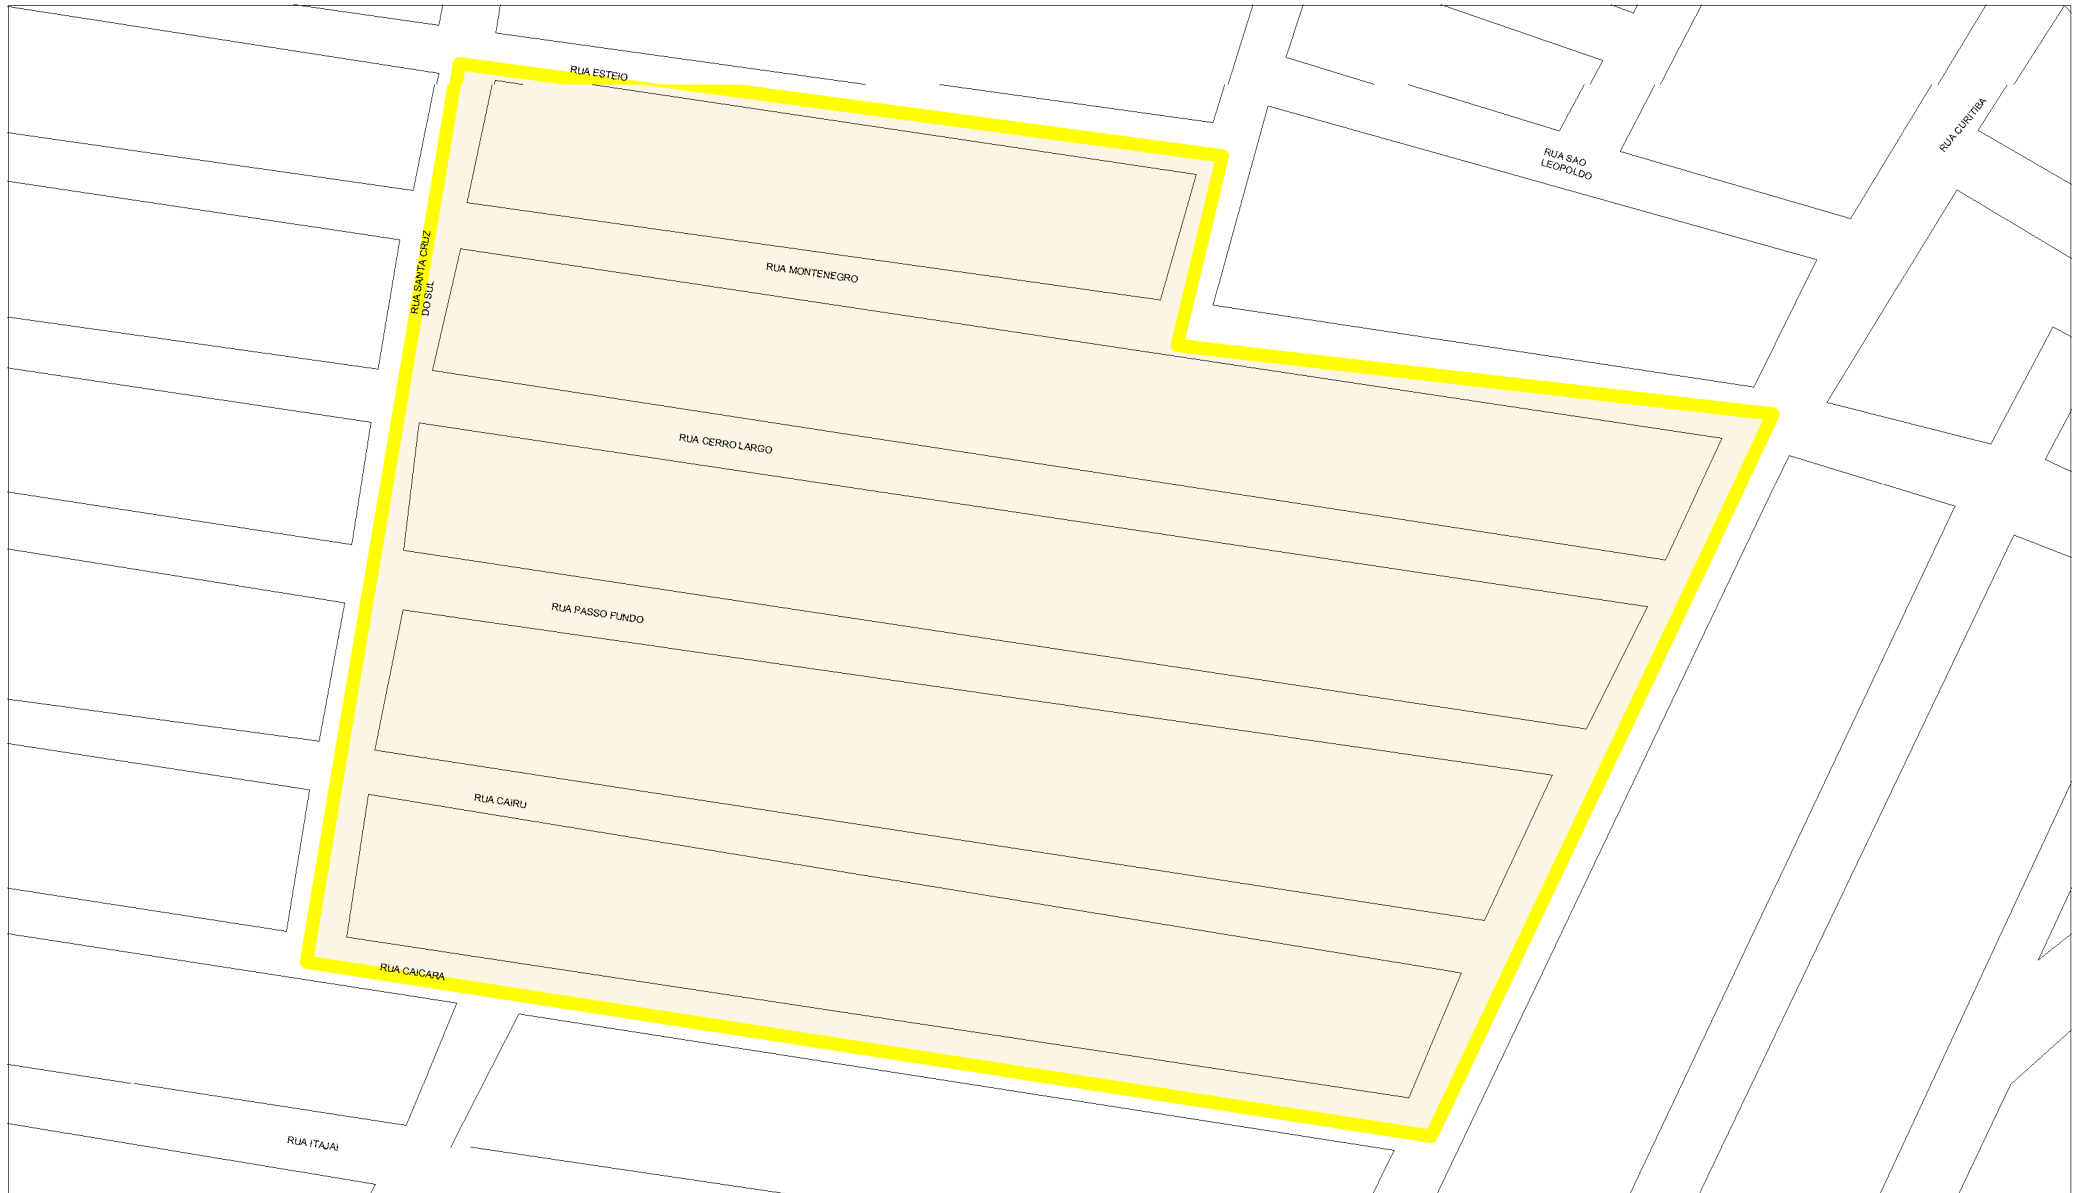 RUA ESTEIO
RUA CURITIBA
RUA SAO
LEOPOLDO
RUA SANTA CRUZ
DO SUL
RUA MONTENEGRO
RUA CERRO LARGO
RUA PASSO FUNDO
RUA CAIRU
RUA CAICARA
RUA ITAJAI